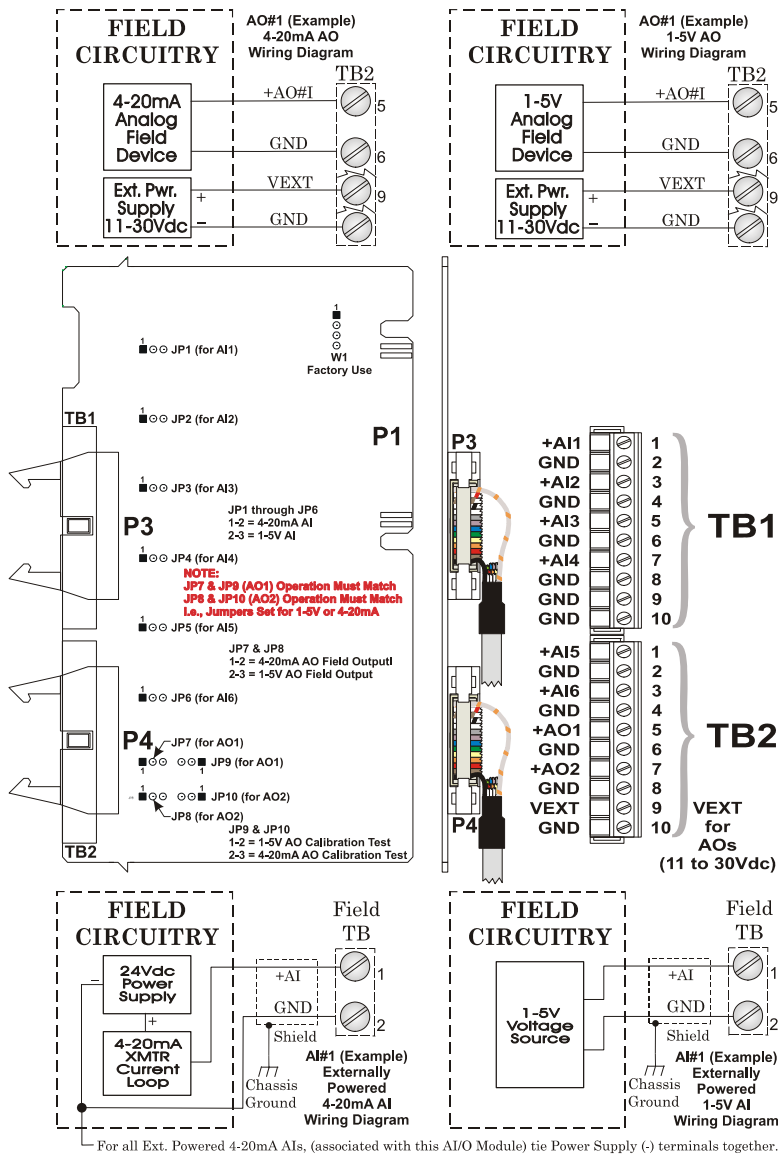 FIELD
CIRCUITRY
AO#1 (Example)
4-20mA AO
Wiring Diagram
TB2
4-20mA
Analog
Field
Device
+AO#I
5
GND
6
Ext. Pwr.
Supply
11-30Vdc
+
VEXT
9
–
GND
FIELD
CIRCUITRY
AO#1 (Example)
1-5V AO
Wiring Diagram
TB2
1-5V
Analog
Field
Device
+AO#I
5
GND
6
Ext. Pwr.
Supply
11-30Vdc
+
VEXT
9
–
GND
1
W1
Factory Use
1
JP1 (for AI1)
1
JP2 (for AI2)
TB1
P1
1
JP3 (for AI3)
P3
JP1 through JP6
1-2 = 4-20mA AI
2-3 = 1-5V AI
1
JP4 (for AI4)
NOTE:
JP7 & JP9 (AO1) Operation Must Match
JP8 & JP10 (AO2) Operation Must Match
I.e., Jumpers Set for 1-5V or 4-20mA
1
JP5 (for AI5)
JP7 & JP8
1-2 = 4-20mA AO Field Outputl
2-3 = 1-5V AO Field Output
1
JP6 (for AI6)
P4
JP7 (for AO1)
JP9 (for AO1)
1
1
1
1
JP10 (for AO2)
JP8 (for AO2)
JP9 & JP10
1-2 = 1-5V AO Calibration Test
2-3 = 4-20mA AO Calibration Test
TB2
P3
P4
+AI1 1
GND 2
+AI2 3
GND 4
+AI3 5
GND 6
+AI4 7
GND 8
GND 9
GND 10
TB1
+AI5 1
GND 2
+AI6 3
GND 4
+AO1 5
GND 6
+AO2 7
GND 8
VEXT 9
GND 10
TB2
VEXT
for
AOs
(11 to 30Vdc)
FIELD
CIRCUITRY
Field
TB
–
24Vdc
Power
Supply
+
4-20mA
XMTR
Current
Loop
+AI
1
GND
2
Shield
Chassis
Ground
AI#1 (Example)
Externally
Powered
4-20mA AI
Wiring Diagram
FIELD
CIRCUITRY
Field
TB
1-5V
Voltage
Source
+AI
1
GND
2
Shield
Chassis
Ground
AI#1 (Example)
Externally
Powered
1-5V AI
Wiring Diagram
For all Ext. Powered 4-20mA AIs, (associated with this AI/O Module) tie Power Supply (-) terminals together.